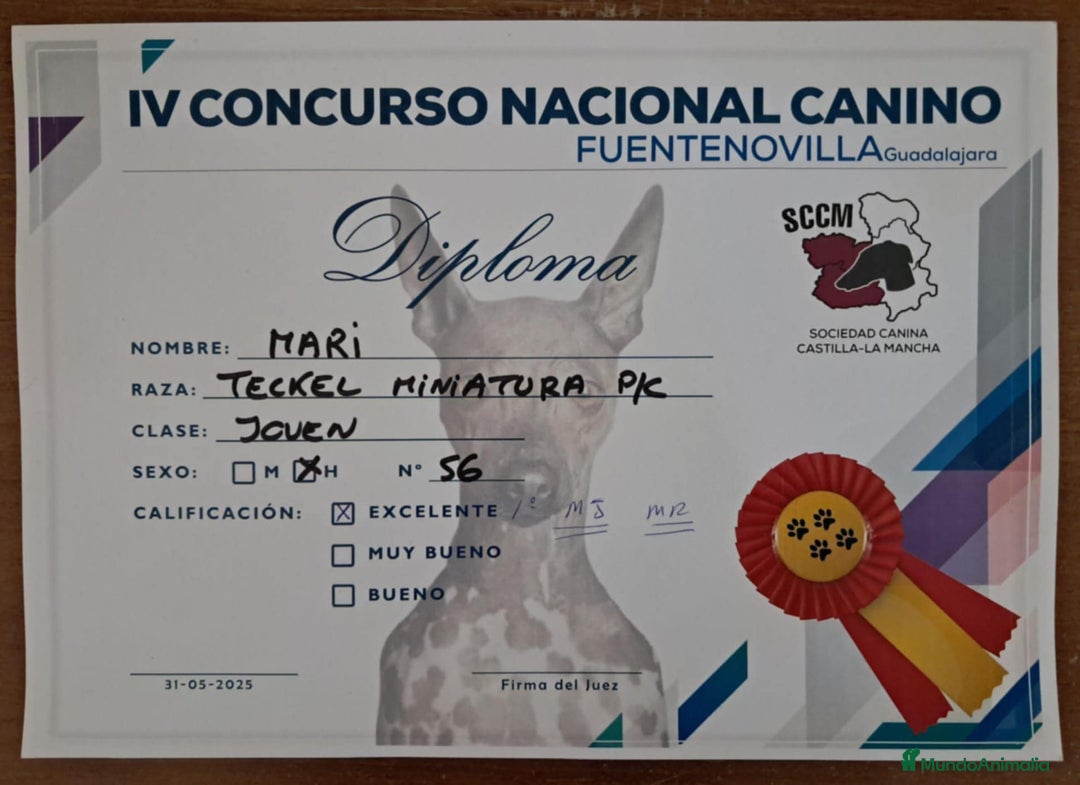 IV CONCURSO NACIONAL CANINO
FUENTENOVILLA Guadalajara
Diploma
SCCM
SOCIEDAD CANINA
CASTILLA-LA MANCHA
NOMBRE: MARi
RAZA: TECKEL MiNiATURA P/C
CLASE: JOVEN
SEXO: M X H Nº 56
CALIFICACIÓN: X EXCELENTE 1º MJ MR
MUY BUENO
BUENO
31-05-2025
Firma del Juez
MundoAnimalia